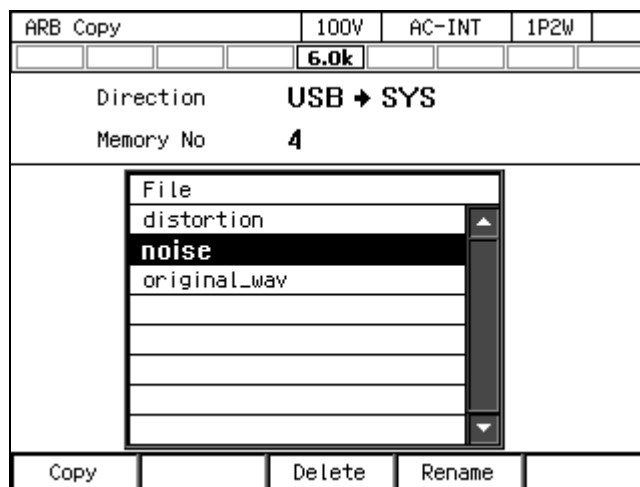 ARB Copy 100V AC-INT 1P2W
6.0k
Direction USB → SYS
Memory No 4
File
distortion
noise
original_wav
Copy Delete Rename